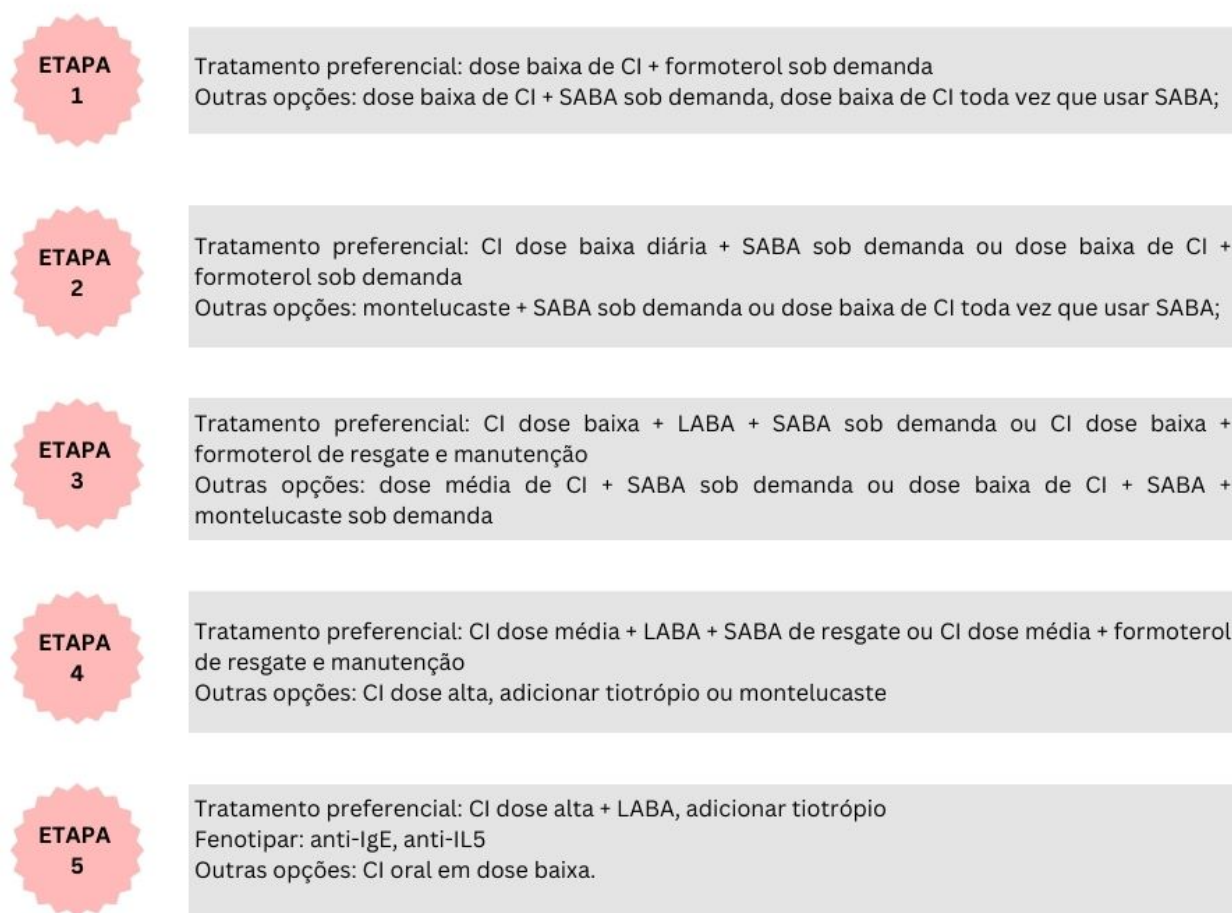 ETAPA
1
Tratamento preferencial: dose baixa de CI + formoterol sob demanda
Outras opções: dose baixa de CI + SABA sob demanda, dose baixa de CI toda vez que usar SABA;
ETAPA
2
Tratamento preferencial: CI dose baixa diária + SABA sob demanda ou dose baixa de CI +
formoterol sob demanda
Outras opções: montelucaste + SABA sob demanda ou dose baixa de CI toda vez que usar SABA;
ETAPA
3
Tratamento preferencial: CI dose baixa + LABA + SABA sob demanda ou CI dose baixa +
formoterol de resgate e manutenção
Outras opções: dose média de CI + SABA sob demanda ou dose baixa de CI + SABA +
montelucaste sob demanda
ETAPA
4
Tratamento preferencial: CI dose média + LABA + SABA de resgate ou CI dose média + formoterol
de resgate e manutenção
Outras opções: CI dose alta, adicionar tiotrópio ou montelucaste
ETAPA
5
Tratamento preferencial: CI dose alta + LABA, adicionar tiotrópio
Fenotipar: anti-IgE, anti-IL5
Outras opções: CI oral em dose baixa.